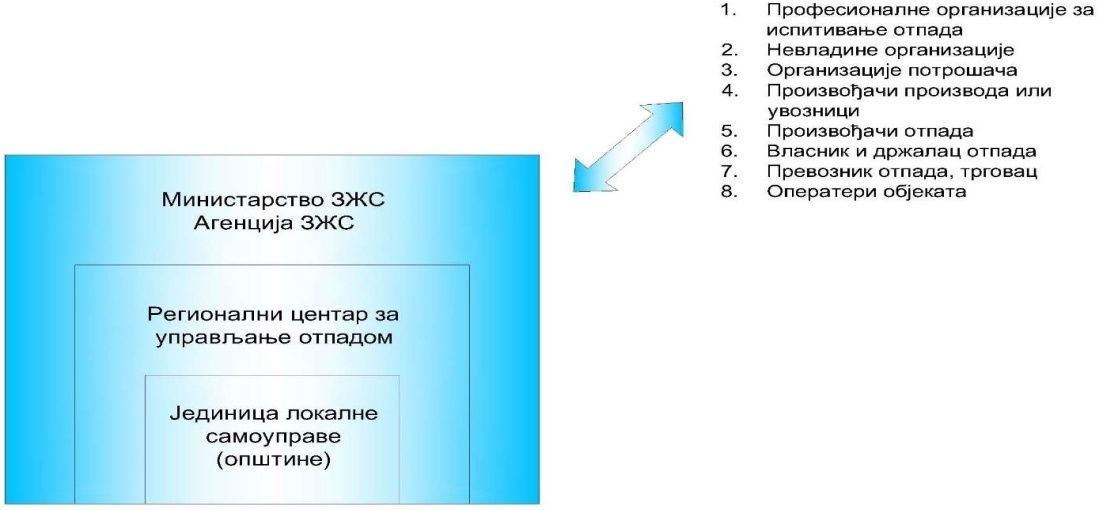 1. Професионалне организације за
испитивање отпада
2. Невладине организације
3. Организације потрошача
4. Произвођачи производа или
увозници
5. Произвођачи отпада
6. Власник и држалац отпада
7. Превозник отпада, трговац
8. Оператери објеката
Министарство ЗЖС
Агенција ЗЖС
Регионални центар за
управљање отпадом
Јединица локалне
самоуправе
(општине)